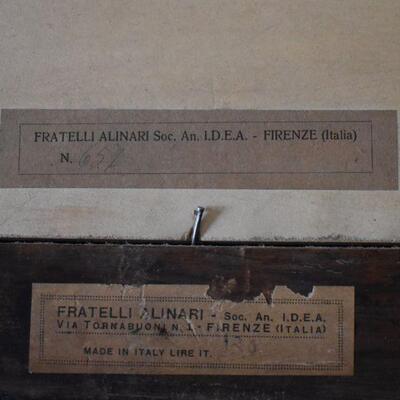 FRATELLI ALINARI Soc. An. I.D.E.A. - FIRENZE (Italia)
N. 657
FRATELLI ALINARI - Soc. An. I.D.E.A.
VIA TORNABUONI N. 1 - FIRENZE (ITALIA)
MADE IN ITALY LIRE IT.